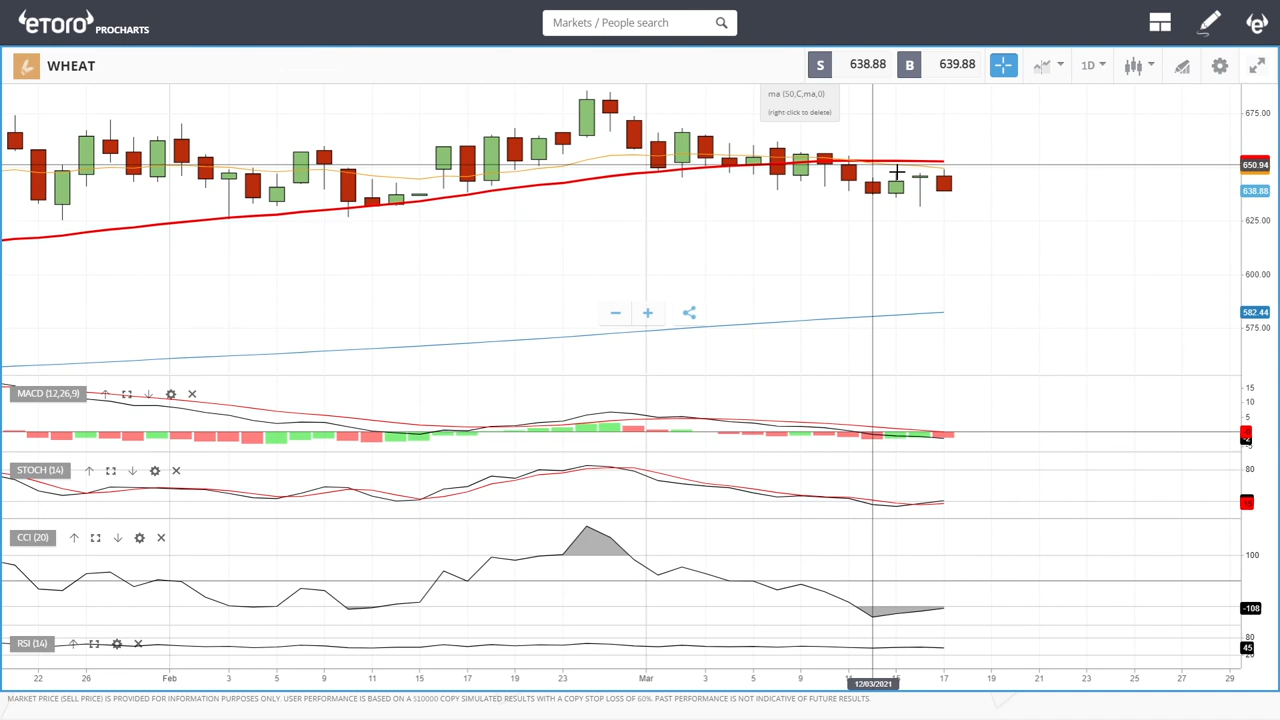 eToro PROCHARTS
Markets / People search
WHEAT
S 638.88 B 639.88
1D
ma (50,C,ma,0)
(right click to delete)
675.00
650.94
638.88
625.00
600.00
582.44
575.00
MACD (12,26,9)
15
10
5
-5
STOCH (14)
80
CCI (20)
100
-108
RSI (14)
80
45
22 26 Feb 3 5 9 11 15 17 19 23 Mar 3 5 9 11 15 17 19 21 23 25 27 29
12/03/2021
MARKET PRICE (SELL PRICE) IS PROVIDED FOR INFORMATION PURPOSES ONLY. USER PERFORMANCE IS BASED ON A $10000 COPY SIMULATED RESULTS WITH A COPY STOP LOSS OF 60%. PAST PERFORMANCE IS NOT INDICATIVE OF FUTURE RESULTS.